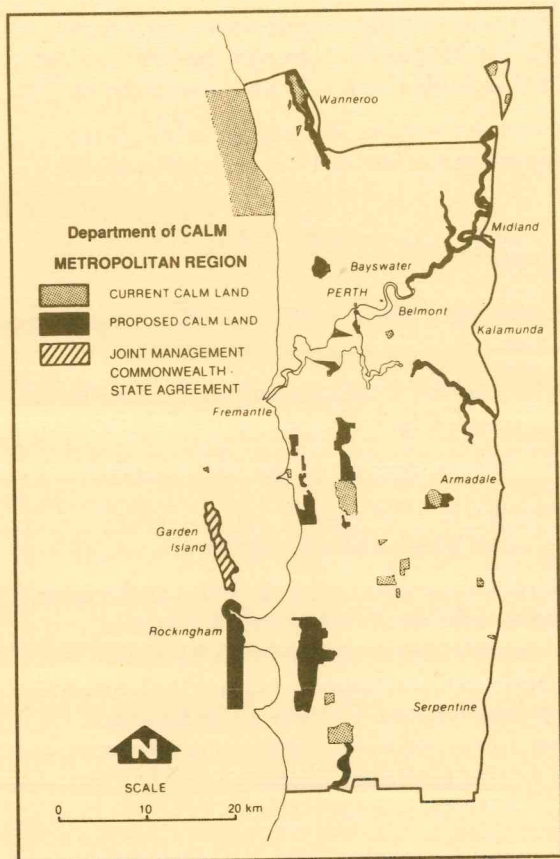 Wanneroo
Midland
Department of CALM
METROPOLITAN REGION
CURRENT CALM LAND
PROPOSED CALM LAND
JOINT MANAGEMENT
COMMONWEALTH -
STATE AGREEMENT
Bayswater
PERTH
Belmont
Kalamunda
Fremantle
Armadale
Garden
Island
Rockingham
Serpentine
N
SCALE
0 10 20 km